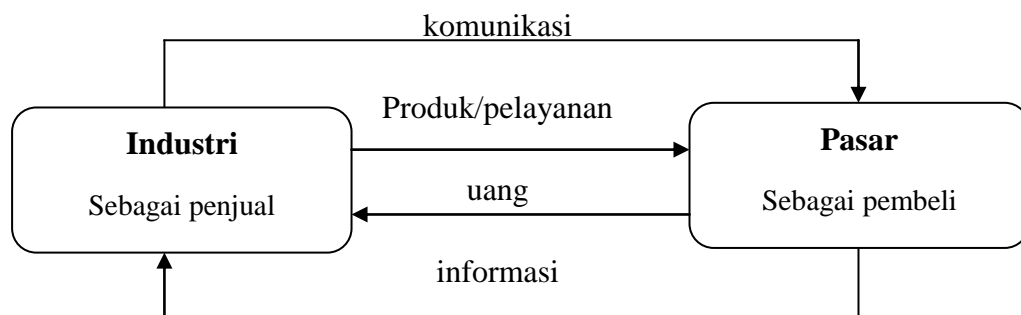 komunikasi
Produk/pelayanan
Industri
Sebagai penjual
Pasar
Sebagai pembeli
uang
informasi